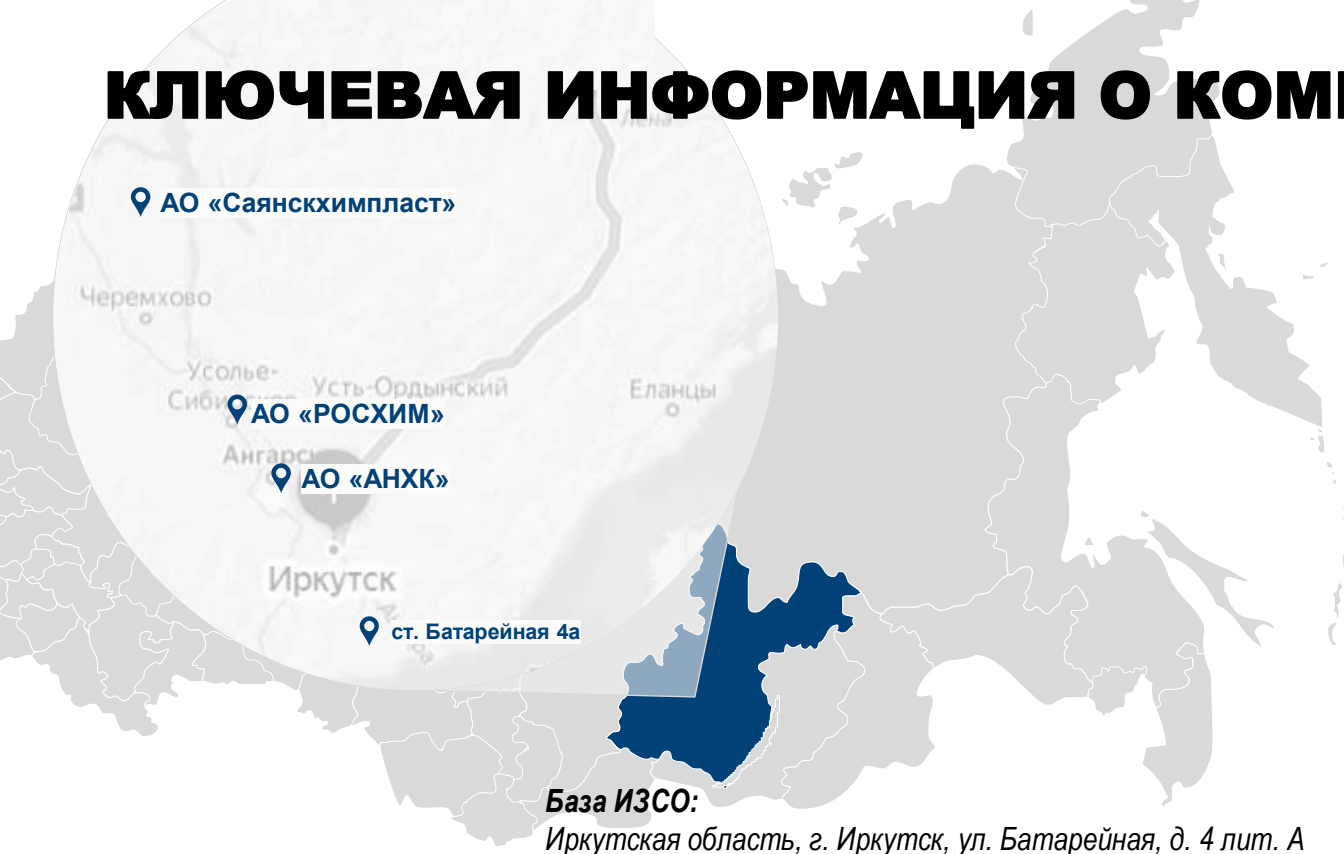 КЛЮЧЕВАЯ ИНФОРМАЦИЯ О
Лена
АО «Саянскхимпласт»
Черемхово
Усолье-
Усть-Ордынский
Еланцы
АО «РОСХИМ»
АО «АНХК»
Иркутск
ст. Батарейная 4а
База ИЗСО:
Иркутская область, г. Иркутск, ул. Батарейная, д. 4 лит. А